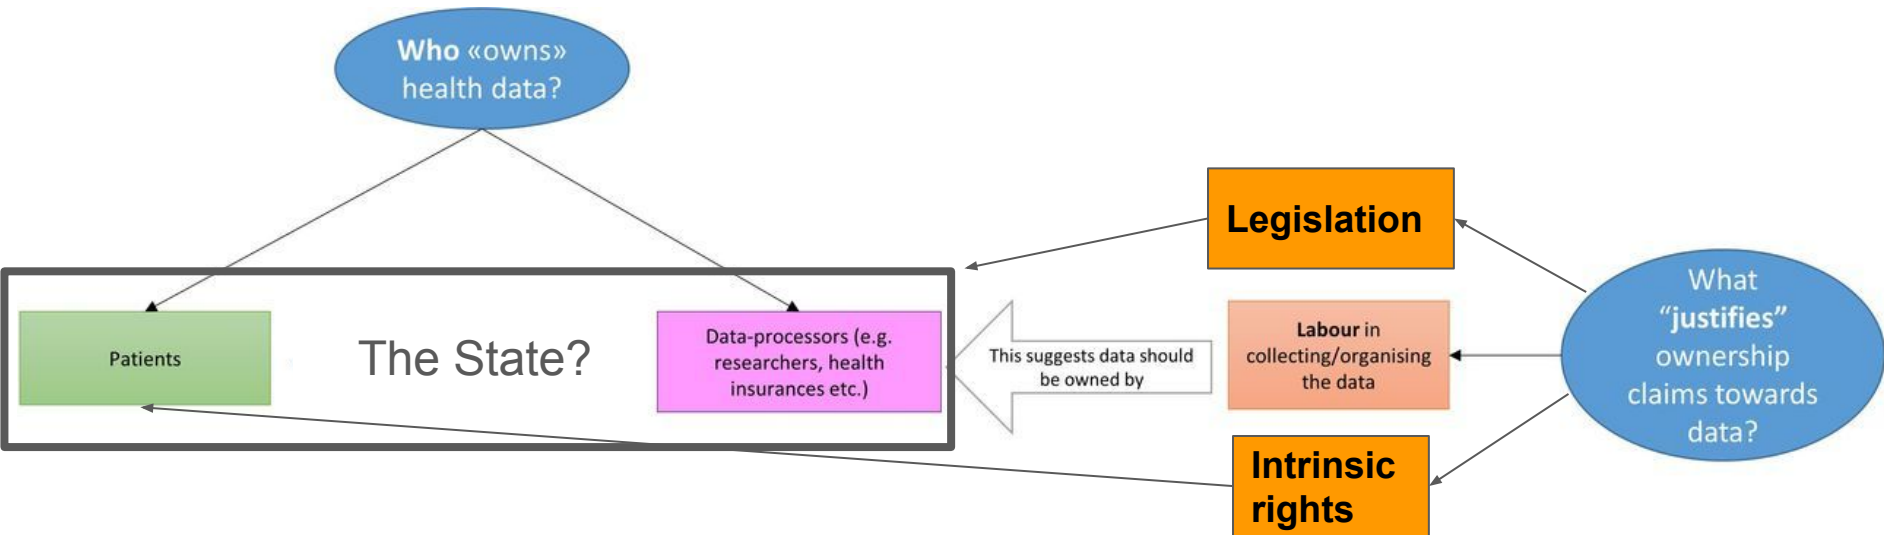 Who «owns»
health data?
Legislation
What
“justifies”
ownership
claims towards
data?
Patients
The State?
Data-processors (e.g.
researchers, health
insurances etc.)
This suggests data should
be owned by
Labour in
collecting/organising
the data
Intrinsic
rights